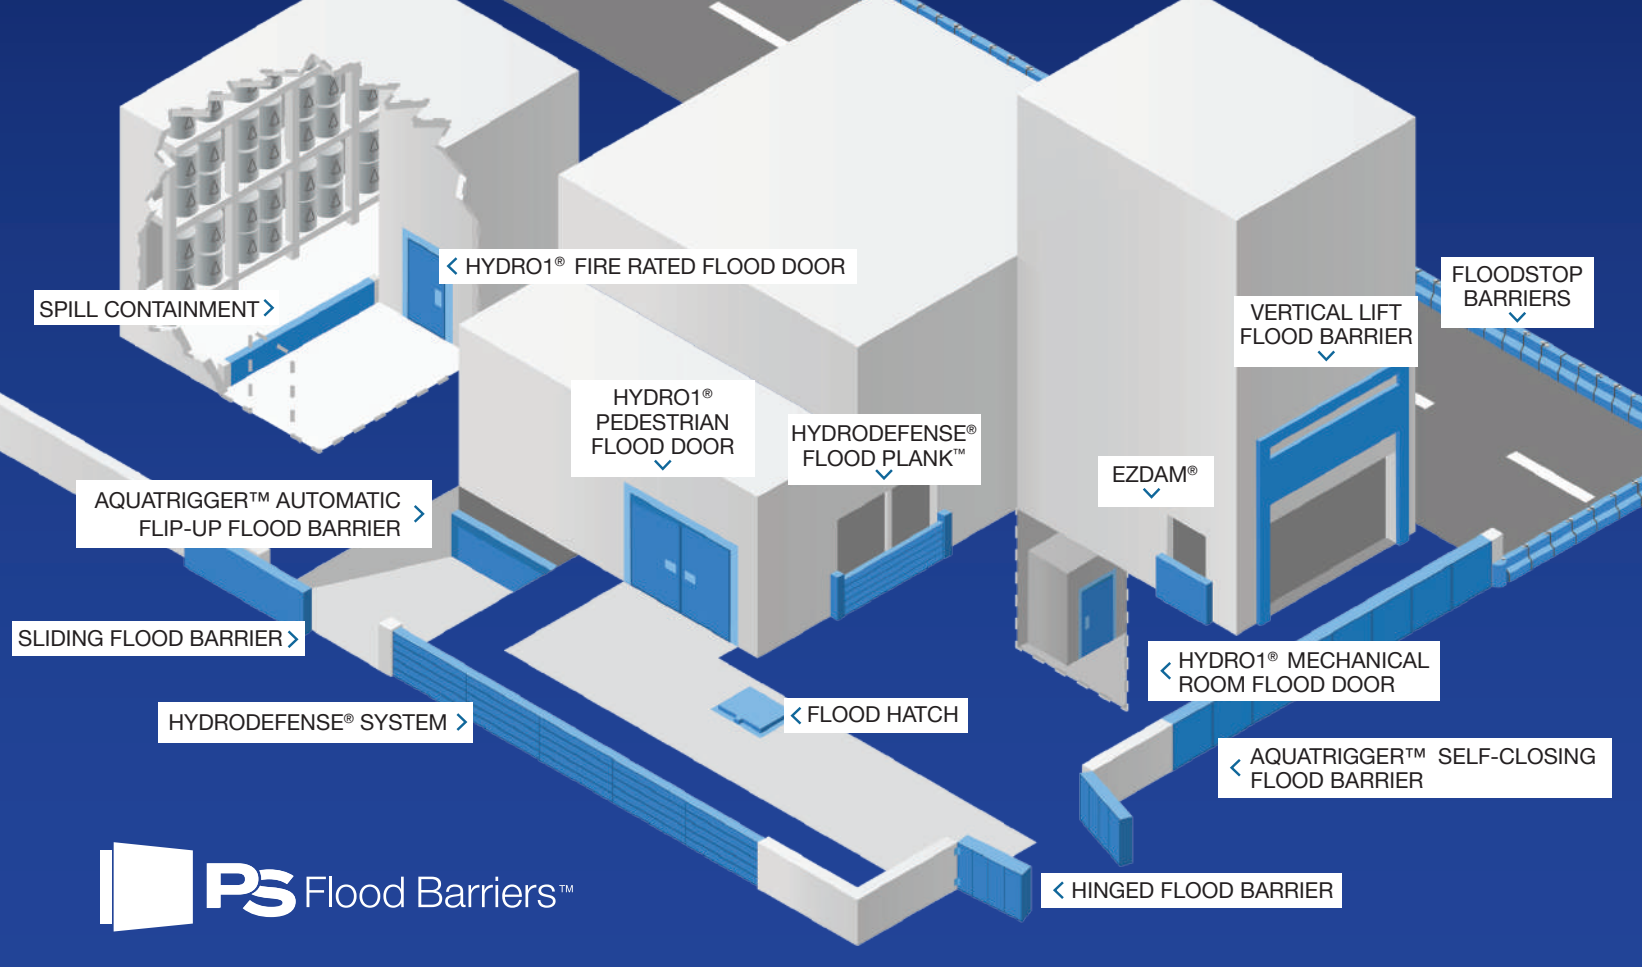 HYDRO1® FIRE RATED FLOOD DOOR
SPILL CONTAINMENT
FLOODSTOP
BARRIERS
VERTICAL LIFT
FLOOD BARRIER
HYDRO1®
PEDESTRIAN
FLOOD DOOR
HYDRODEFENSE®
FLOOD PLANK™
EZDAM®
AQUATRIGGER™ AUTOMATIC
FLIP-UP FLOOD BARRIER
SLIDING FLOOD BARRIER
HYDRO1® MECHANICAL
ROOM FLOOD DOOR
HYDRODEFENSE® SYSTEM
FLOOD HATCH
AQUATRIGGER™ SELF-CLOSING
FLOOD BARRIER
HINGED FLOOD BARRIER
PS Flood Barriers™